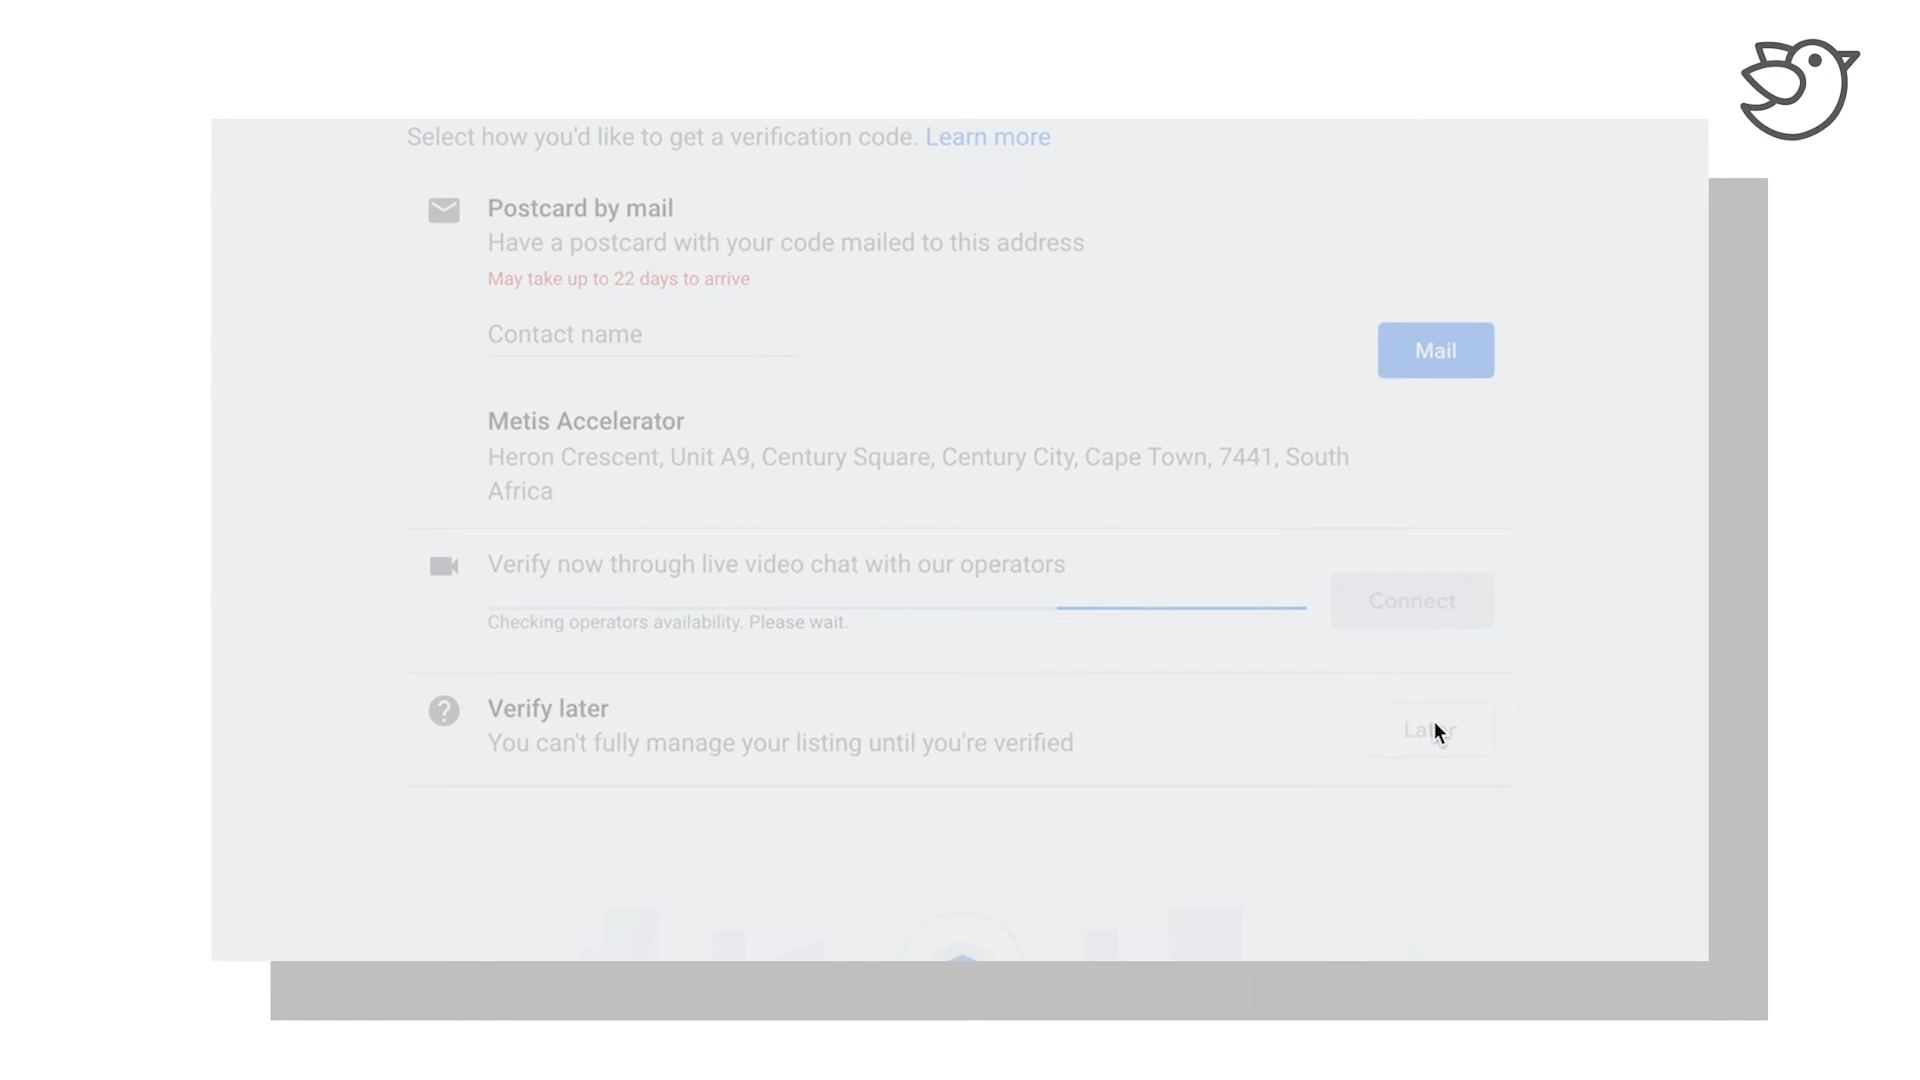 Select how you'd like to get a verification code. Learn more
Postcard by mail
Have a postcard with your code mailed to this address
May take up to 22 days to arrive
Contact name
Mail
Metis Accelerator
Heron Crescent, Unit A9, Century Square, Century City, Cape Town, 7441, South
Africa
Verify now through live video chat with our operators
Connect
Checking operators availability. Please wait.
Verify later
Later
You can't fully manage your listing until you're verified